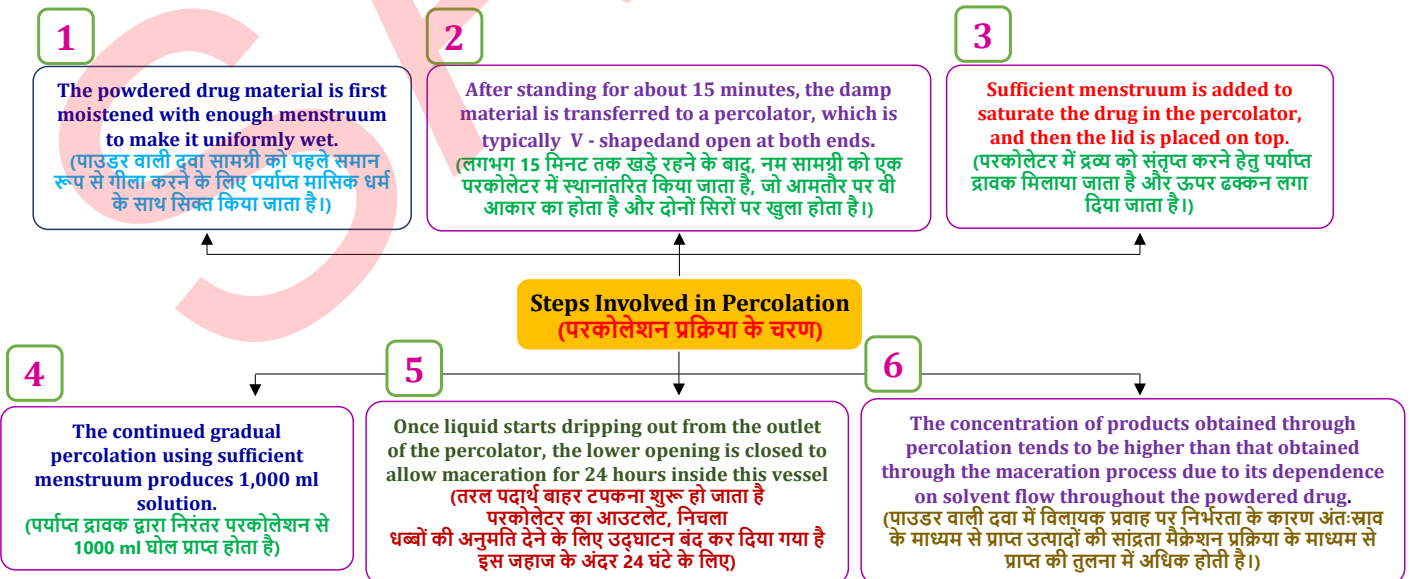 1
The powdered drug material is first
moistened with enough menstruum
to make it uniformly wet.
(पाउडर वाली दवा सामग्री को पहले समान
रूप से गीला करने के लिए पर्याप्त मासिक धर्म
के साथ सिक्त किया जाता है।)
2
After standing for about 15 minutes, the damp
material is transferred to a percolator, which is
typically V - shapedand open at both ends.
(लगभग 15 मिनट तक खड़े रहने के बाद, नम सामग्री को एक
परकोलेटर में स्थानांतरित किया जाता है, जो आमतौर पर वी
आकार का होता है और दोनों सिरों पर खुला होता है।)
3
Sufficient menstruum is added to
saturate the drug in the percolator,
and then the lid is placed on top.
(परकोलेटर में द्रव्य को संतृप्त करने हेतु पर्याप्त
द्रावक मिलाया जाता है और ऊपर ढक्कन लगा
दिया जाता है।)
Steps Involved in Percolation
(परकोलेशन प्रक्रिया के चरण)
4
The continued gradual
percolation using sufficient
menstruum produces 1,000 ml
solution.
(पर्याप्त द्रावक द्वारा निरंतर परकोलेशन से
1000 ml घोल प्राप्त होता है)
5
Once liquid starts dripping out from the outlet
of the percolator, the lower opening is closed to
allow maceration for 24 hours inside this vessel
(तरल पदार्थ बाहर टपकना शुरू हो जाता है
परकोलेटर का आउटलेट, निचला
धब्बों की अनुमति देने के लिए उद्घाटन बंद कर दिया गया है
इस जहाज के अंदर 24 घंटे के लिए)
6
The concentration of products obtained through
percolation tends to be higher than that obtained
through the maceration process due to its dependence
on solvent flow throughout the powdered drug.
(पाउडर वाली दवा में विलायक प्रवाह पर निर्भरता के कारण अंतःस्राव
के माध्यम से प्राप्त उत्पादों की सांद्रता मैक्रेशन प्रक्रिया के माध्यम से
प्राप्त की तुलना में अधिक होती है।)